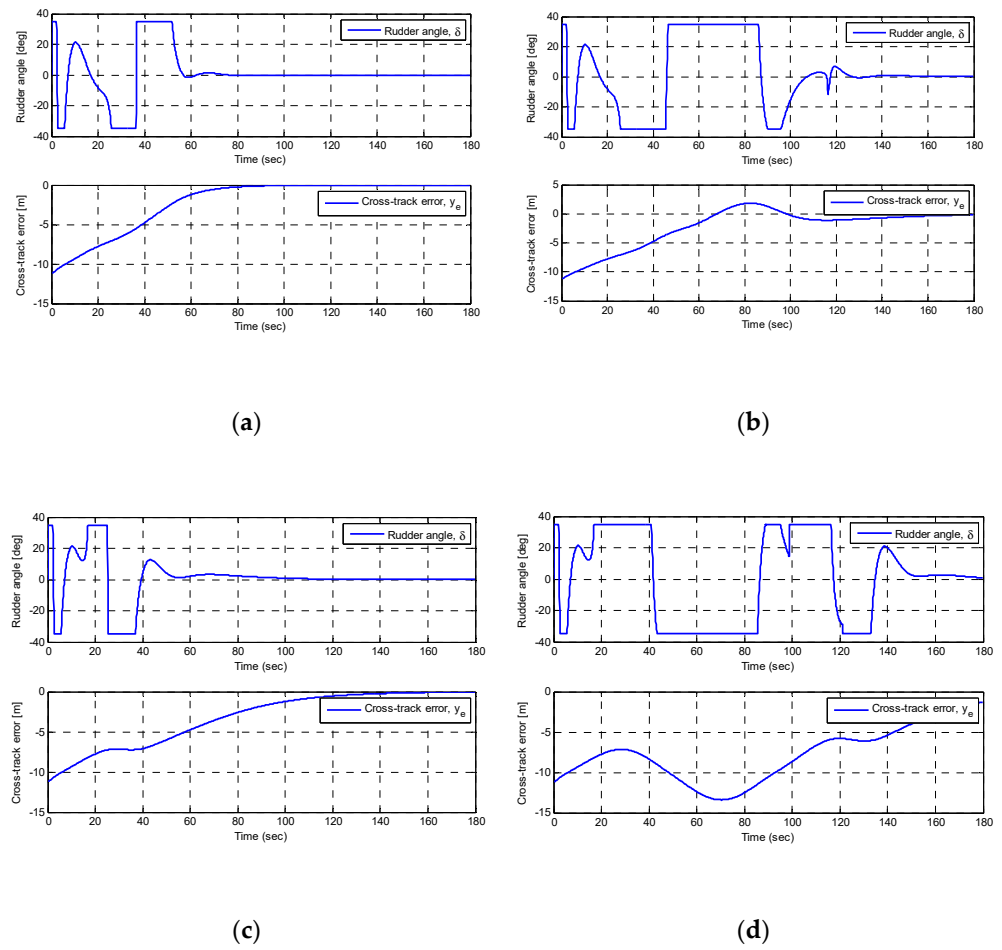 40
20
0
-20
-40
Rudder angle [deg]
Rudder angle, δ
0 20 40 60 80 100 120 140 160 180
Time (sec)
0
-5
-10
-15
Cross-track error [m]
Cross-track error, ye
0 20 40 60 80 100 120 140 160 180
Time (sec)
(a)
40
20
0
-20
-40
Rudder angle [deg]
Rudder angle, δ
0 20 40 60 80 100 120 140 160 180
Time (sec)
5
0
-5
-10
-15
Cross-track error [m]
Cross-track error, ye
0 20 40 60 80 100 120 140 160 180
Time (sec)
(b)
40
20
0
-20
-40
Rudder angle [deg]
Rudder angle, δ
0 20 40 60 80 100 120 140 160 180
Time (sec)
0
-5
-10
-15
Cross-track error [m]
Cross-track error, ye
0 20 40 60 80 100 120 140 160 180
Time (sec)
(c)
40
20
0
-20
-40
Rudder angle [deg]
Rudder angle, δ
0 20 40 60 80 100 120 140 160 180
Time (sec)
0
-5
-10
-15
Cross-track error [m]
Cross-track error, ye
0 20 40 60 80 100 120 140 160 180
Time (sec)
(d)